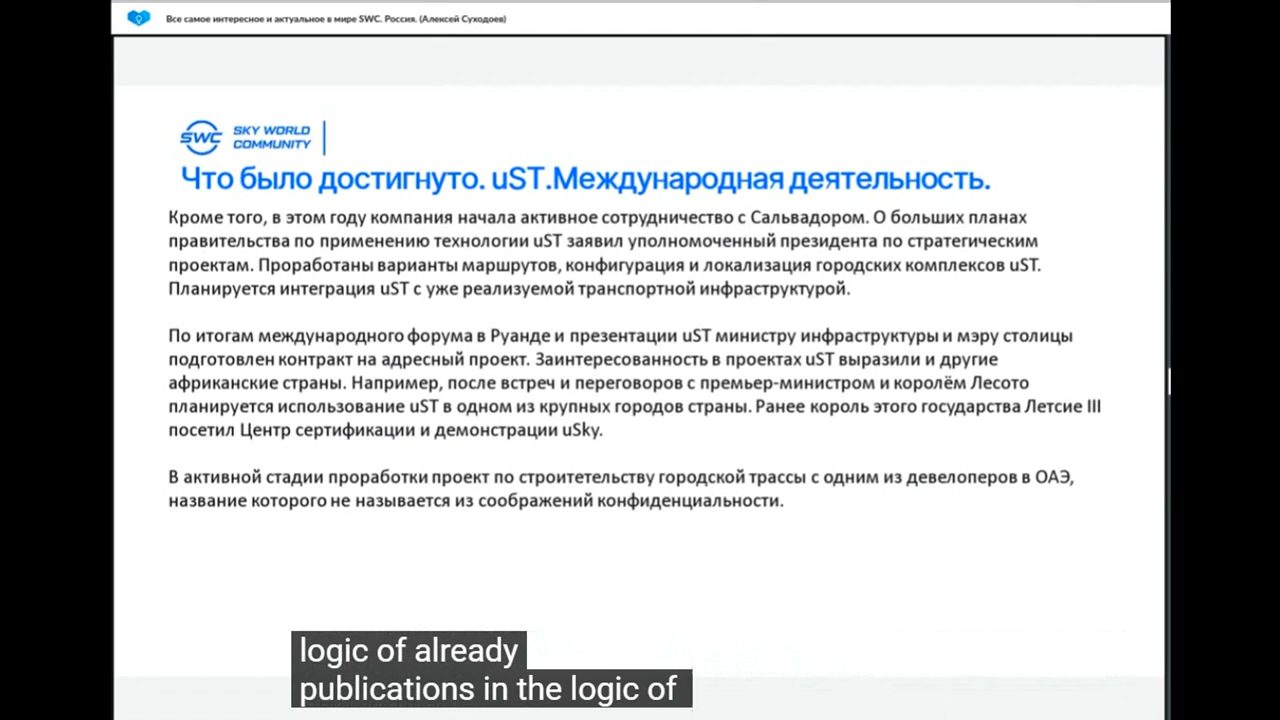 Все самое интересное и актуальное в мире SWC. Россия. (Алексей Суходоев)
SWC SKY WORLD
COMMUNITY
Что было достигнуто. uST.Международная деятельность.
Кроме того, в этом году компания начала активное сотрудничество с Сальвадором. О больших планах
правительства по применению технологии uST заявил уполномоченный президента по стратегическим
проектам. Проработаны варианты маршрутов, конфигурация и локализация городских комплексов uST.
Планируется интеграция uST с уже реализуемой транспортной инфраструктурой.
По итогам международного форума в Руанде и презентации uST министру инфраструктуры и мэру столицы
подготовлен контракт на адресный проект. Заинтересованность в проектах uST выразили и другие
африканские страны. Например, после встреч и переговоров с премьер-министром и королём Лесото
планируется использование uST в одном из крупных городов страны. Ранее король этого государства Летсие III
посетил Центр сертификации и демонстрации uSky.
В активной стадии проработки проект по строитетельству городской трассы с одним из девелоперов в ОАЭ,
название которого не называется из соображений конфиденциальности.
logic of already
publications in the logic of